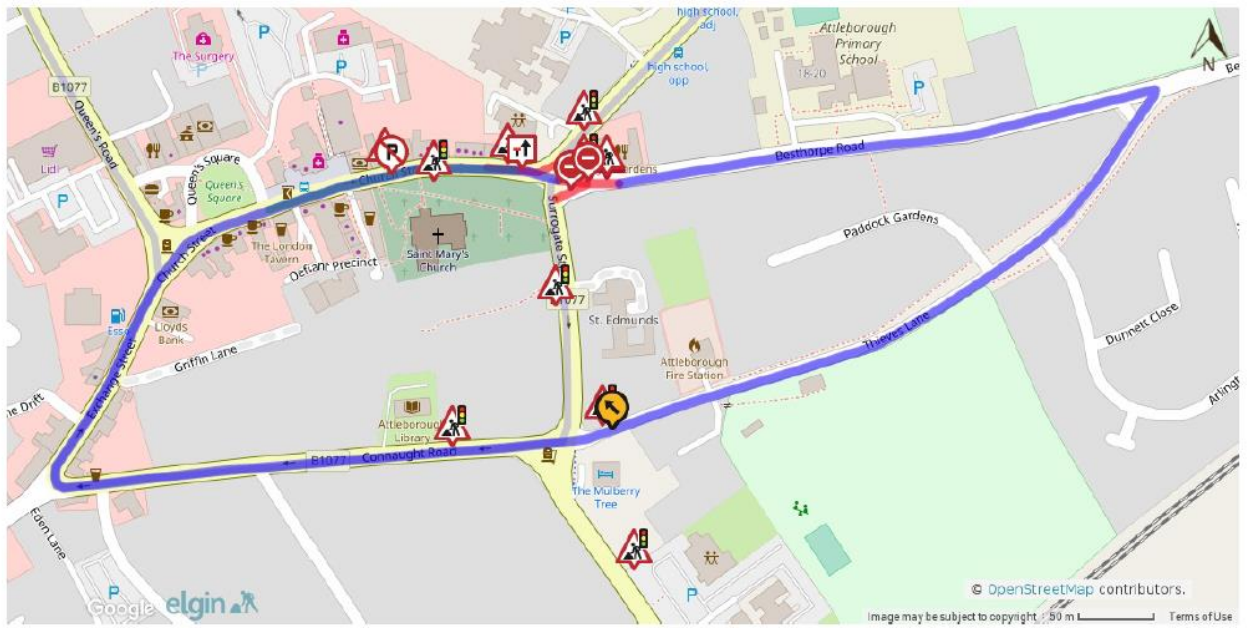 high school,
adj
Attleborough
Primary
School
The Surgery
P
P
P
P
high school,
opp
18-20
P
N
B1077
Queen's Road
Lidl
P
Queen's Square
Queen's
Square
Church St
Besthorpe Road
P
Church Street
The London
Tavern
Defiant Precinct
Saint Mary's
Church
Surrogate St
Paddock Gardens
Esso
Lloyds
Bank
St. Edmunds
Attleborough
Fire Station
Thieves Lane
Dunnett Close
Griffin Lane
Exchange Street
Attleborough
Library
B1077
Connaught Road
The Mulberry
Tree
Eden Lane
P
P
Google elgin
© OpenStreetMap contributors.
Image may be subject to copyright
50 m
Terms of Use